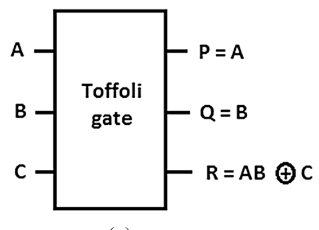 A
P = A
Toffoli
gate
B
Q = B
C
R = AB ⊕ C